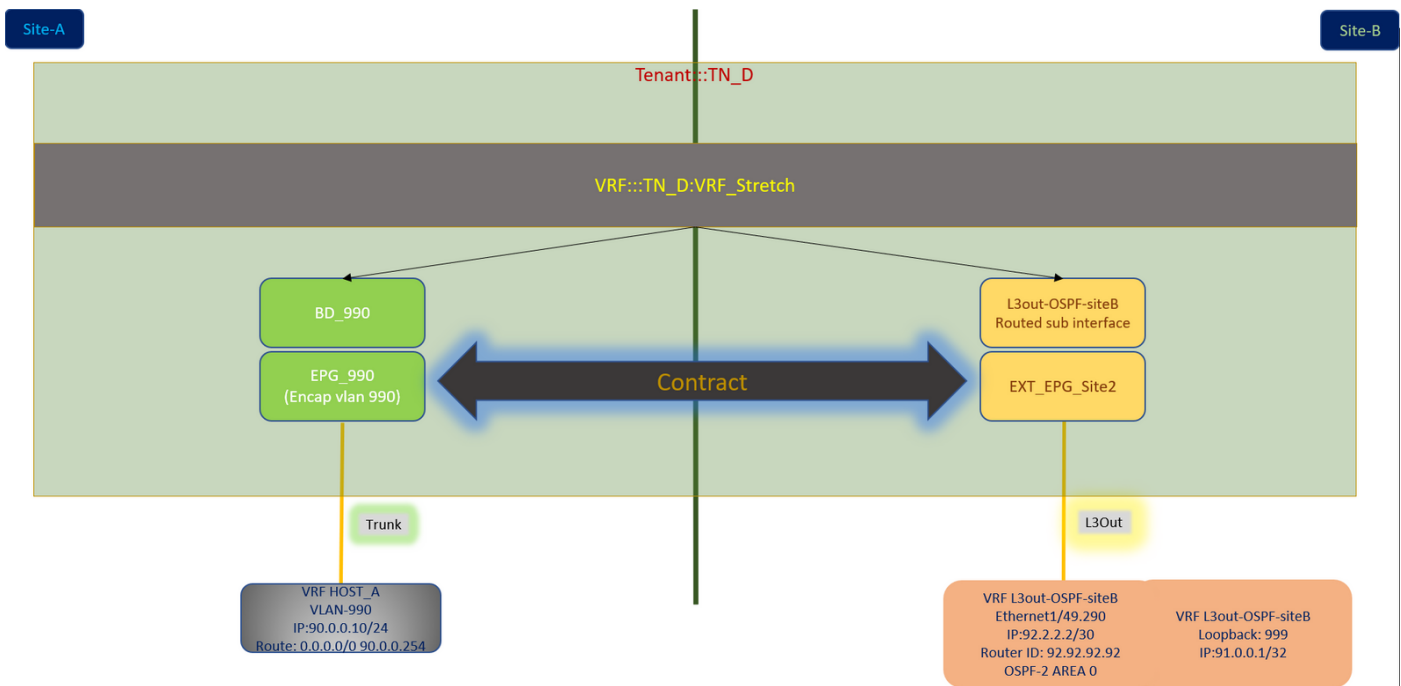 Site-A
Site-B
Tenant:::TN_D
VRF:::TN_D:VRF_Stretch
BD_990
L3out-OSPF-siteB
Routed sub interface
EPG_990
(Encap vlan 990)
Contract
EXT_EPG_Site2
Trunk
L3Out
VRF HOST_A
VLAN-990
IP:90.0.0.10/24
Route: 0.0.0.0/0 90.0.0.254
VRF L3out-OSPF-siteB
Ethernet1/49.290
IP:92.2.2.2/30
Router ID: 92.92.92.92
OSPF-2 AREA 0
VRF L3out-OSPF-siteB
Loopback: 999
IP:91.0.0.1/32